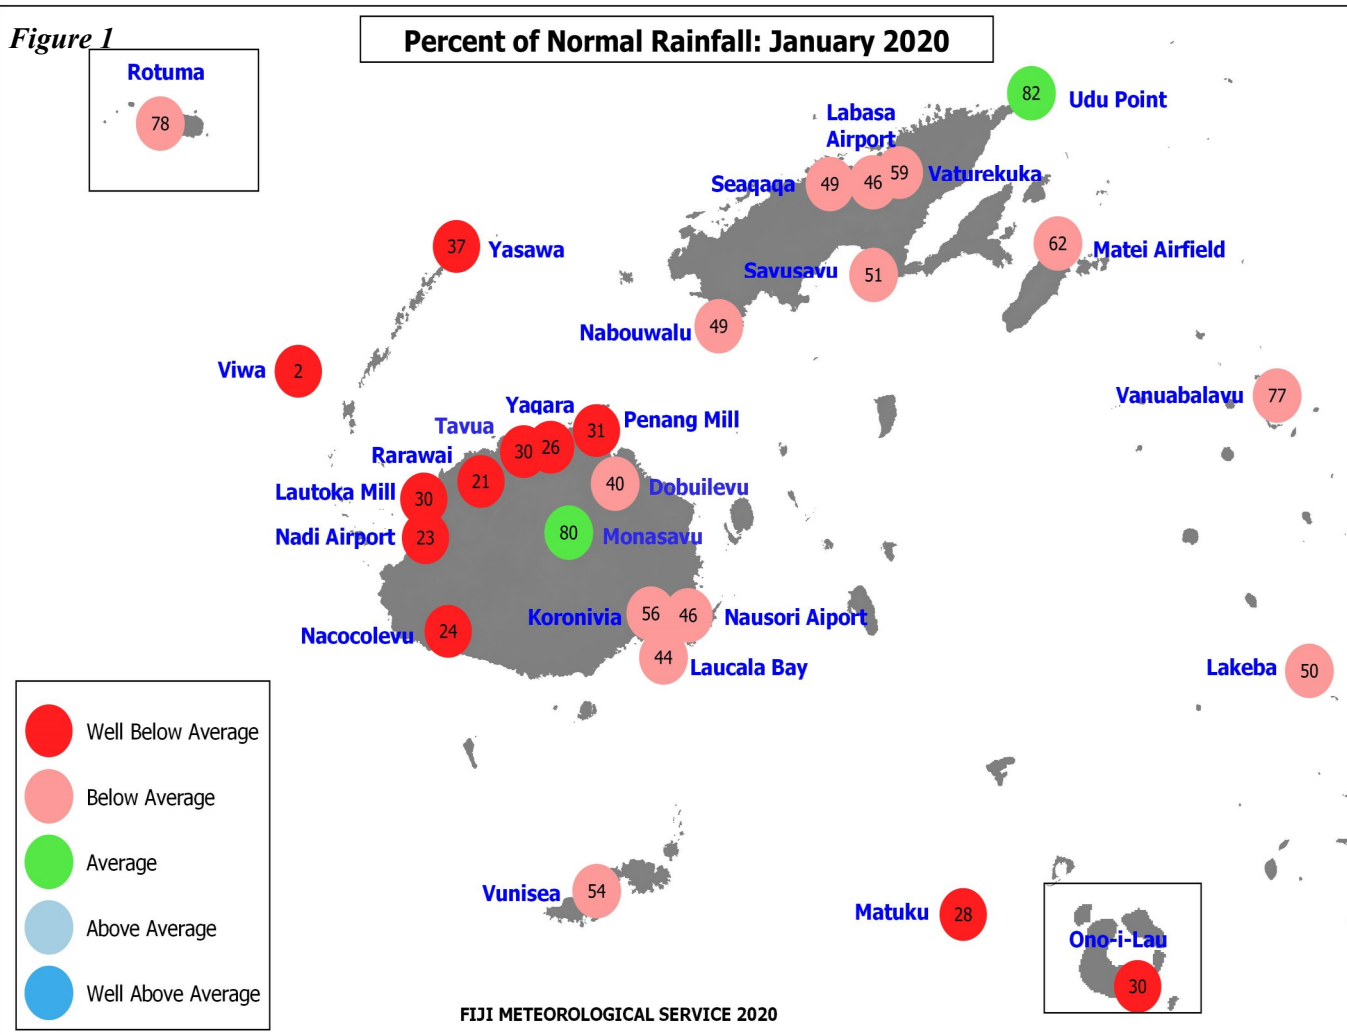 Figure 1
Percent of Normal Rainfall: January 2020
Rotuma
78
82
Udu Point
Labasa
Airport
Seaqaqa
49
46
59
Vaturekuka
37
Yasawa
62
Matei Airfield
Savusavu
51
Nabouwalu
49
Viwa
2
Vanuabalavu
77
Yaqara
Tavua
30
26
31
Penang Mill
Rarawai
21
40
Dobuilevu
Lautoka Mill
30
Nadi Airport
23
80
Monasavu
Koronivia
56
46
Nausori Aiport
Nacocolevu
24
44
Laucala Bay
Lakeba
50
Well Below Average
Below Average
Average
Above Average
Well Above Average
Vunisea
54
Matuku
28
Ono-i-Lau
30
FIJI METEOROLOGICAL SERVICE 2020